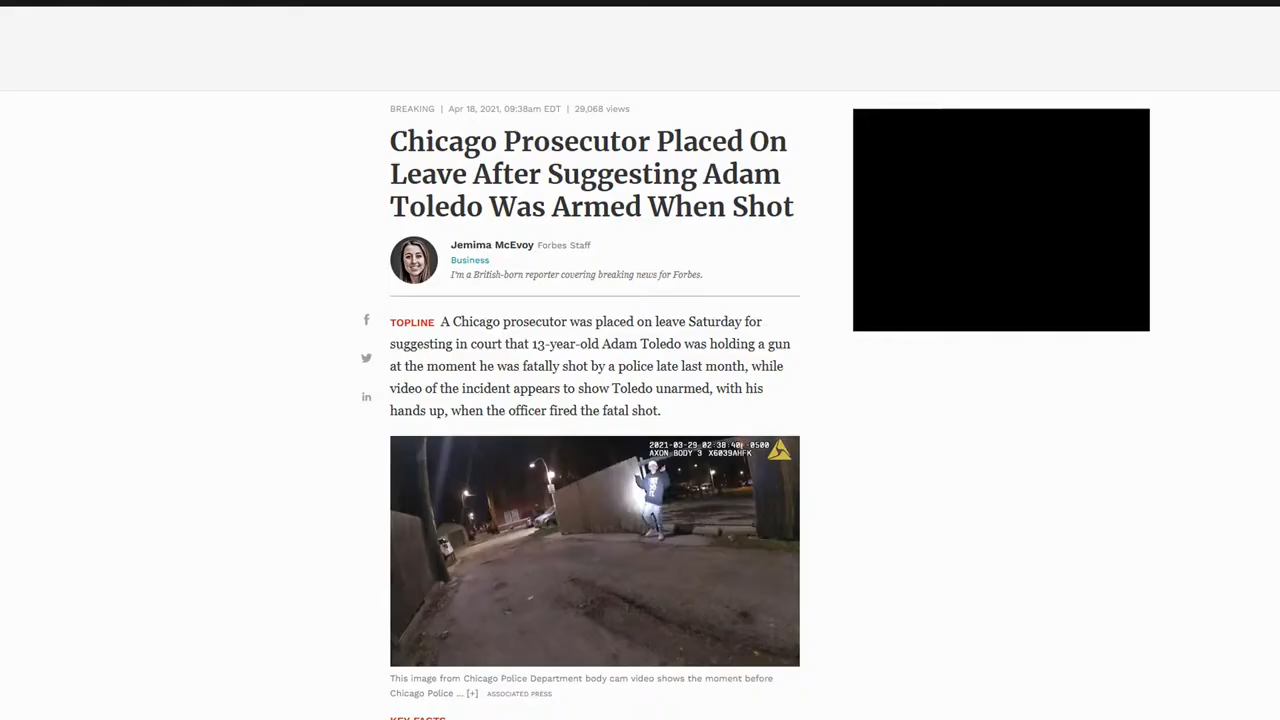 BREAKING | Apr 18, 2021, 09:38am EDT | 29,068 views
Chicago Prosecutor Placed On
Leave After Suggesting Adam
Toledo Was Armed When Shot
Jemima McEvoy Forbes Staff
Business
I'm a British-born reporter covering breaking news for Forbes.
TOPLINE A Chicago prosecutor was placed on leave Saturday for
suggesting in court that 13-year-old Adam Toledo was holding a gun
at the moment he was fatally shot by a police late last month, while
video of the incident appears to show Toledo unarmed, with his
hands up, when the officer fired the fatal shot.
2021-03-29 02:38:40 -0500
AXON BODY 3 X6039AHFK
This image from Chicago Police Department body cam video shows the moment before
Chicago Police ... [+] ASSOCIATED PRESS
KEY FACTS